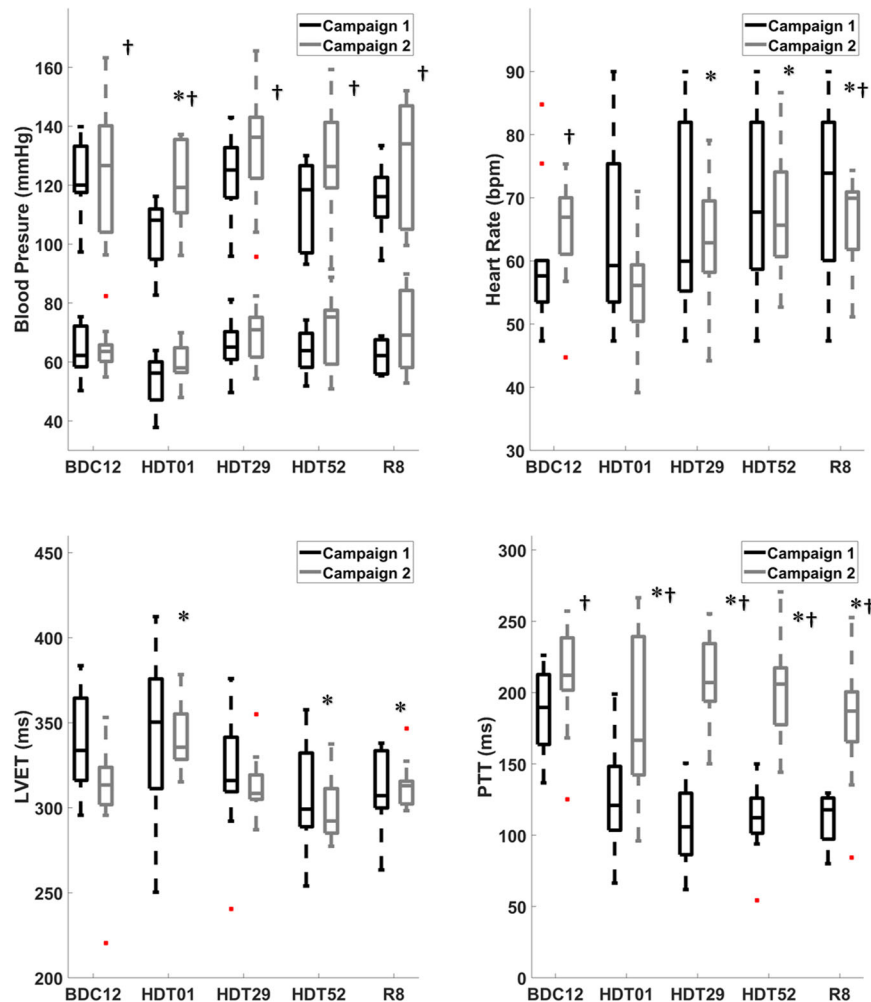 Campaign 1
Campaign 2
†
*†
†
†
†
160
140
120
100
80
60
40
Blood Presure (mmHg)
BDC12 HDT01 HDT29 HDT52 R8
Campaign 1
Campaign 2
†
*
*
*†
90
80
70
60
50
40
30
Heart Rate (bpm)
BDC12 HDT01 HDT29 HDT52 R8
Campaign 1
Campaign 2
*
*
*
450
400
350
300
250
200
LVET (ms)
BDC12 HDT01 HDT29 HDT52 R8
Campaign 1
Campaign 2
†
*†
*†
*†
*†
300
250
200
150
100
50
0
PTT (ms)
BDC12 HDT01 HDT29 HDT52 R8